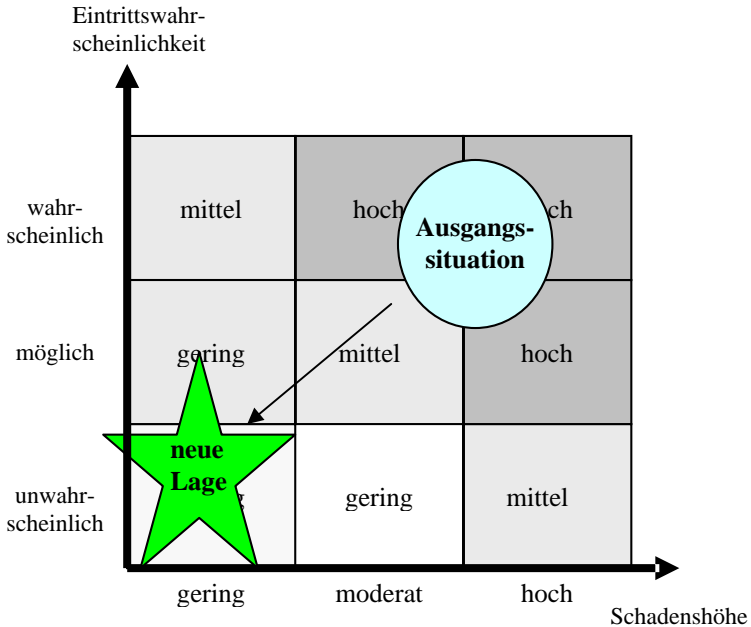 Eintrittswahr-
scheinlichkeit
wahr-
scheinlich
mittel
hoch
ch
Ausgangs-
situation
möglich
gering
mittel
hoch
neue
Lage
unwahr-
scheinlich
g
gering
mittel
gering
moderat
hoch
Schadenshöhe